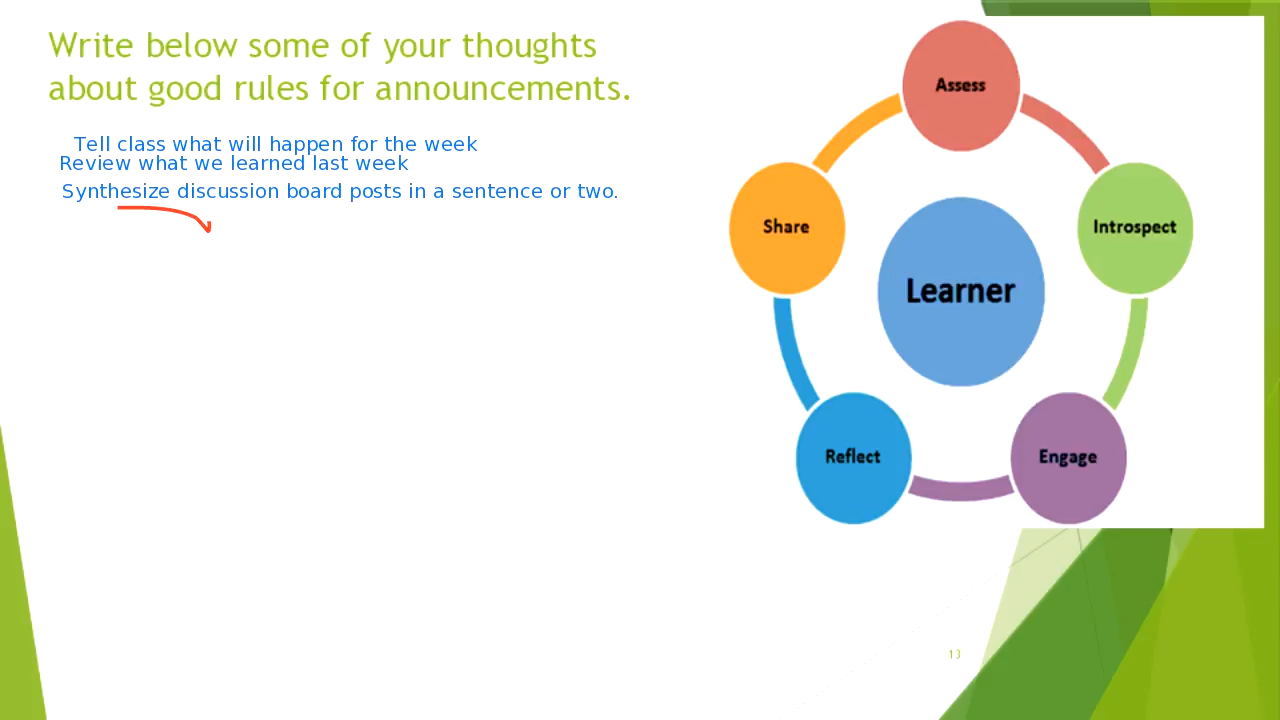 Write below some of your thoughts
about good rules for announcements.
Tell class what will happen for the week
Review what we learned last week
Synthesize discussion board posts in a sentence or two.
Assess
Share
Introspect
Learner
Reflect
Engage
13